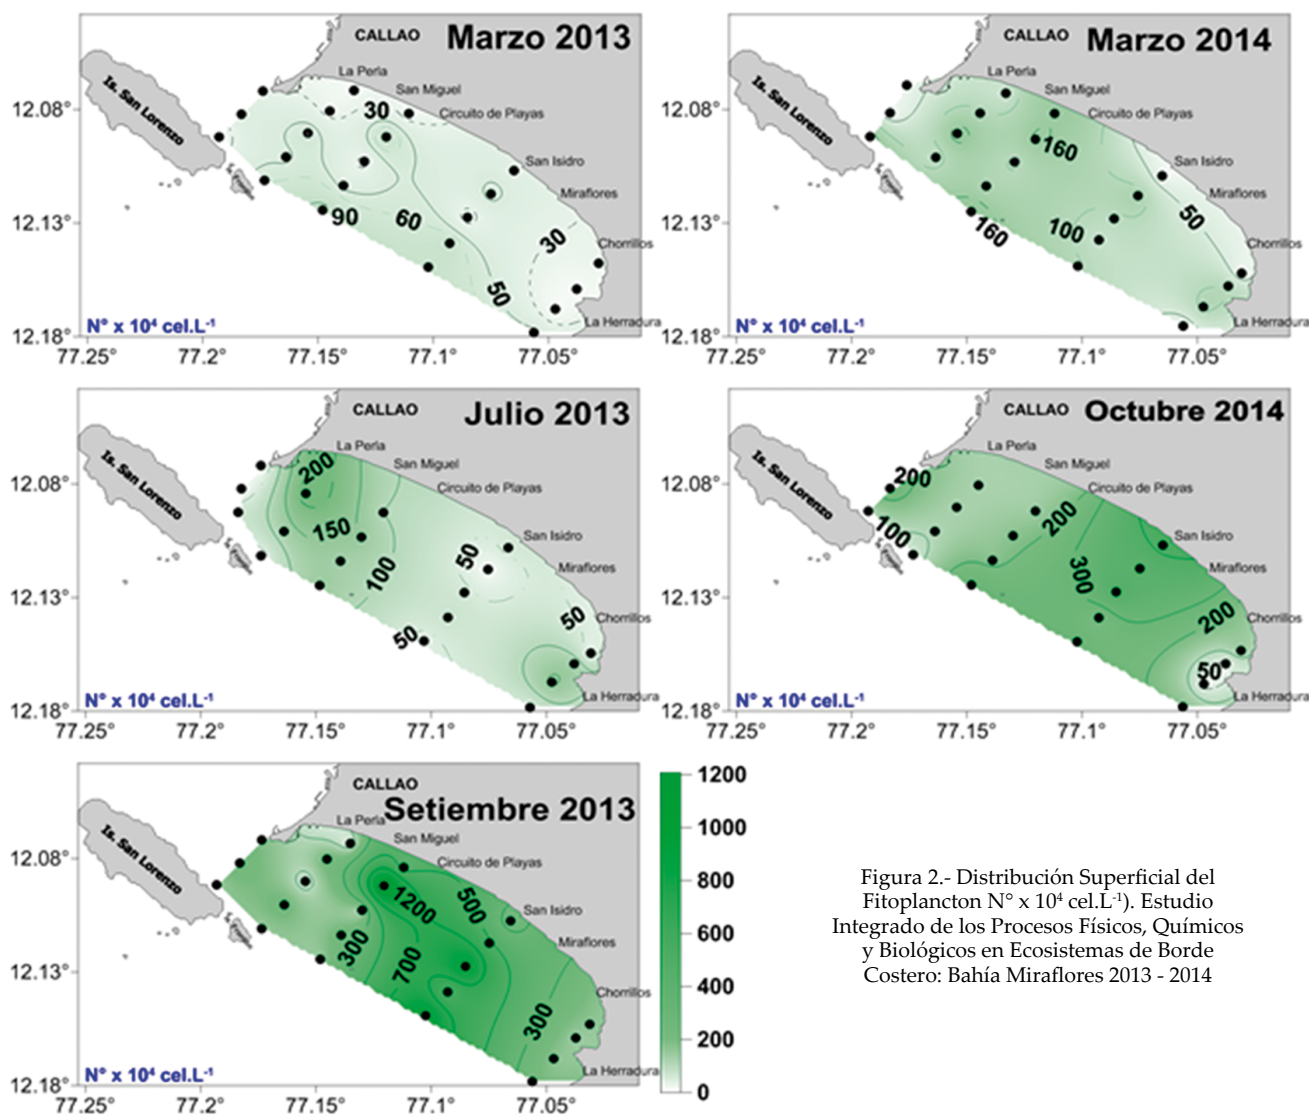 CALLAO
Marzo 2013
La Perla
San Miguel
Circuito de Playas
San Isidro
Miraflores
Chorrillos
La Herradura
Is. San Lorenzo
30
90
60
30
50
N° x 10⁴ cel.L⁻¹
12.08°
12.13°
12.18°
77.25 77.2 77.15° 77.1 77.05
CALLAO
Marzo 2014
La Perla
San Miguel
Circuito de Playas
San Isidro
Miraflores
Chorrillos
La Herradura
Is. San Lorenzo
160
50
100
160
N° x 10⁴ cel.L⁻¹
12.08°
12.13°
12.18°
77.25 77.2 77.15° 77.1 77.05
CALLAO
Julio 2013
La Perla
San Miguel
Circuito de Playas
San Isidro
Miraflores
Chorrillos
La Herradura
Is. San Lorenzo
200
150
100
50
50
50
N° x 10⁴ cel.L⁻¹
12.08°
12.13°
12.18°
77.25 77.2 77.15° 77.1 77.05
CALLAO
Octubre 2014
La Perla
San Miguel
Circuito de Playas
San Isidro
Miraflores
Chorrillos
La Herradura
Is. San Lorenzo
200
100
200
300
200
50
N° x 10⁴ cel.L⁻¹
12.08°
12.13°
12.18°
77.25 77.2 77.15° 77.1 77.05
CALLAO
Setiembre 2013
La Perla
San Miguel
Circuito de Playas
San Isidro
Miraflores
Chorrillos
La Herradura
Is. San Lorenzo
1200
500
300
700
300
N° x 10⁴ cel.L⁻¹
12.08°
12.13°
12.18°
77.25 77.2 77.15° 77.1 77.05
1200
1000
800
600
400
200
0
Figura 2.- Distribución Superficial del
Fitoplancton N° x 10⁴ cel.L⁻¹). Estudio
Integrado de los Procesos Físicos, Químicos
y Biológicos en Ecosistemas de Borde
Costero: Bahía Miraflores 2013 - 2014